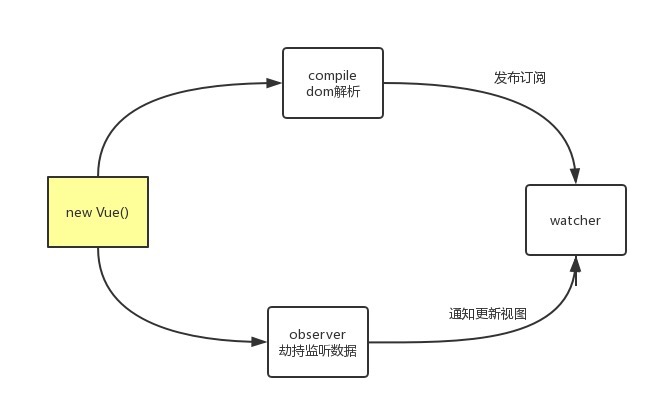 compile
dom解析
发布订阅
new Vue()
watcher
通知更新视图
observer
劫持监听数据